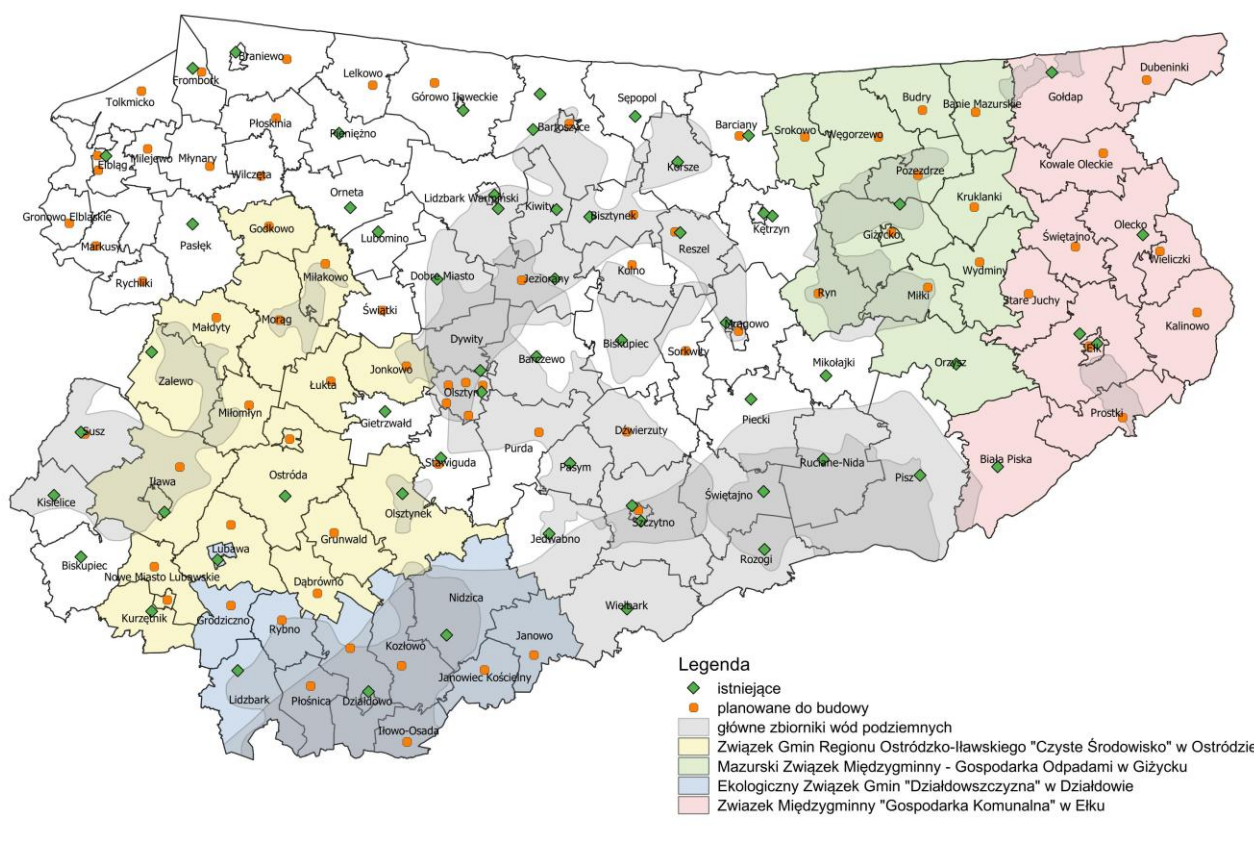 Braniewo
Frombork
Lelkowo
Górowo Iławeckie
Dubeninki
Tolkmicko
Sępopol
Budry
Banie Mazurskie
Gołdap
Płoskinia
Pieniężno
Bartoszyce
Barciany
Srokowo
Węgorzewo
Elbląg
Milejewo
Młynary
Wilczęta
Korsze
Pozezdrze
Kowale Oleckie
Orneta
Lidzbark Warmiński
Kiwity
Bisztynek
Kętrzyn
Kruklanki
Gronowo Elbląskie
Markusy
Pasłęk
Godkowo
Lubomino
Reszel
Giżycko
Świętajno
Olecko
Wieliczki
Rychliki
Miłakowo
Dobre Miasto
Jeziorany
Kolno
Wydminy
Małdyty
Morąg
Świątki
Ryn
Miłki
Stare Juchy
Kalinowo
Mrągowo
Dywity
Biskupiec
Sorkwity
Zalewo
Łukta
Jonkowo
Barczewo
Mikołajki
Orzysz
Ełk
Miłomłyn
Olsztyn
Gietrzwałd
Piecki
Prostki
Susz
Dźwierzuty
Purda
Iława
Ostróda
Stawiguda
Pasym
Ruciane-Nida
Pisz
Biała Piska
Kisielice
Olsztynek
Świętajno
Szczytno
Grunwald
Jedwabno
Lubawa
Rozogi
Biskupiec
Nowe Miasto Lubawskie
Dąbrówno
Kurzętnik
Grodziczno
Nidzica
Wielbark
Rybno
Janowo
Kozłowo
Janowiec Kościelny
Lidzbark
Płośnica
Działdowo
Iłowo-Osada
Legenda
istniejące
planowane do budowy
główne zbiorniki wód podziemnych
Związek Gmin Regionu Ostródzko-Iławskiego "Czyste Środowisko" w Ostródzie
Mazurski Związek Międzygminny - Gospodarka Odpadami w Giżycku
Ekologiczny Związek Gmin "Działdowszczyzna" w Działdowie
Zwiazek Międzygminny "Gospodarka Komunalna" w Ełku